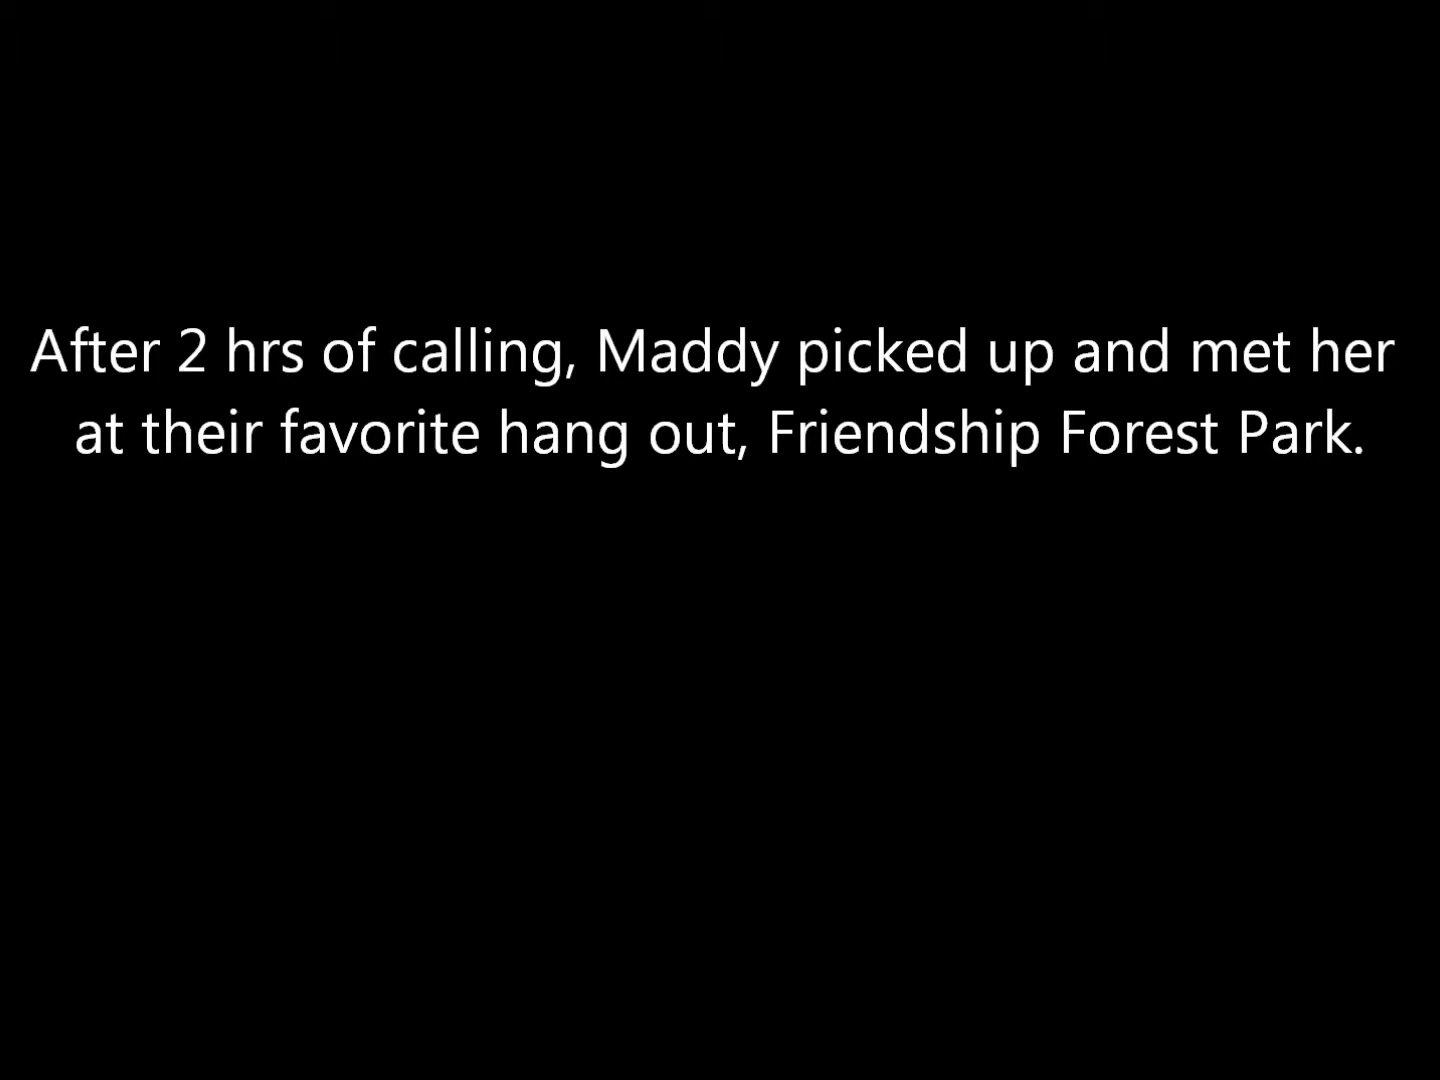 After 2 hrs of calling, Maddy picked up and met her
at their favorite hang out, Friendship Forest Park.